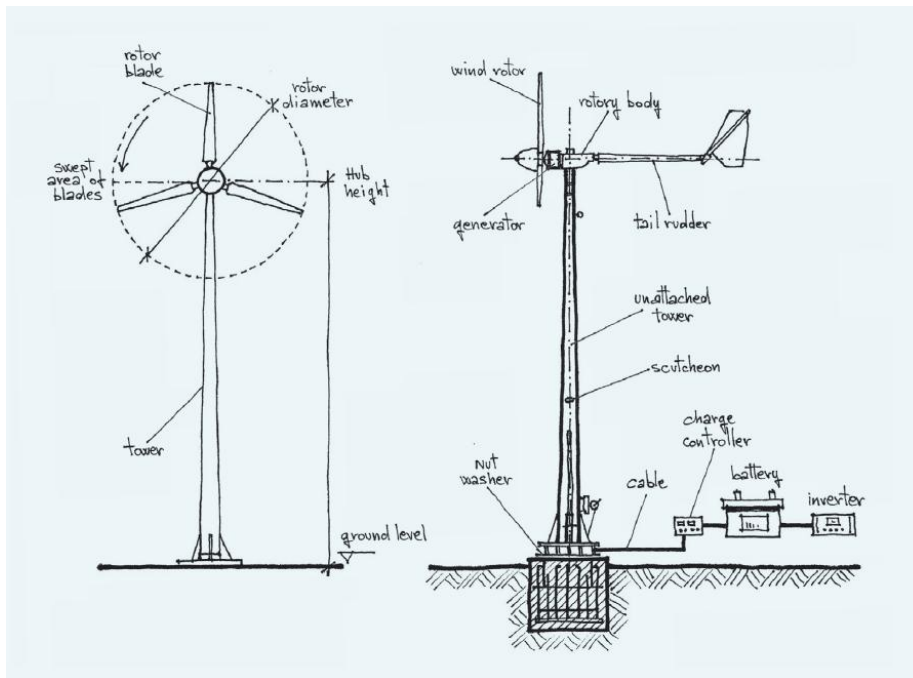 rotor
blade
rotor
diameter
swept
area of
blades
Hub
height
tower
ground level
wind rotor
rotory body
generator
tail rudder
unattached
tower
scutcheon
charge
controller
Nut
washer
cable
battery
inverter